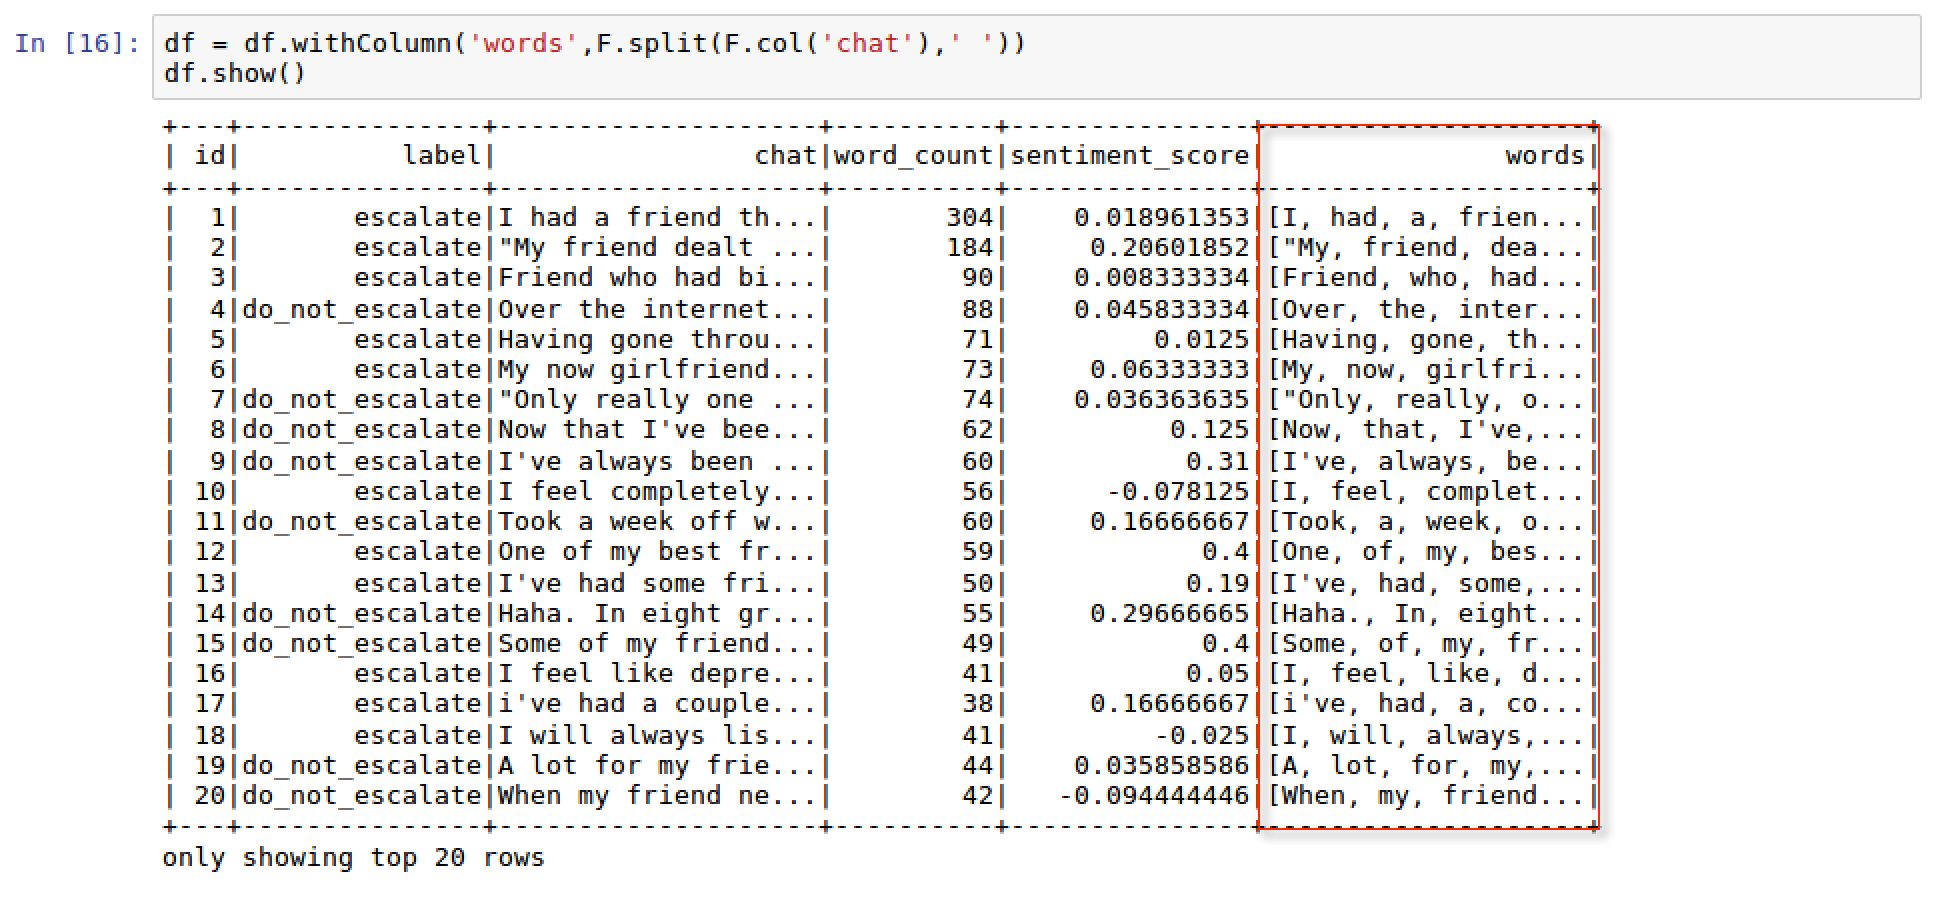 In [16]: df = df.withColumn('words',F.split(F.col('chat'),' '))
df.show()
+---+---------------+--------------------+----------+---------------+--------------------+
| id|          label|                chat|word_count|sentiment_score|               words|
+---+---------------+--------------------+----------+---------------+--------------------+
|  1|       escalate|I had a friend th...|       304|    0.018961353|[I, had, a, frien...|
|  2|       escalate|"My friend dealt ...|       184|     0.20601852|["My, friend, dea...|
|  3|       escalate|Friend who had bi...|        90|    0.008333334|[Friend, who, had...|
|  4|do_not_escalate|Over the internet...|        88|    0.045833334|[Over, the, inter...|
|  5|       escalate|Having gone throu...|        71|         0.0125|[Having, gone, th...|
|  6|       escalate|My now girlfriend...|        73|     0.06333333|[My, now, girlfri...|
|  7|do_not_escalate|"Only really one ...|        74|    0.036363635|["Only, really, o...|
|  8|do_not_escalate|Now that I've bee...|        62|          0.125|[Now, that, I've,...|
|  9|do_not_escalate|I've always been ...|        60|           0.31|[I've, always, be...|
| 10|       escalate|I feel completely...|        56|      -0.078125|[I, feel, complet...|
| 11|do_not_escalate|Took a week off w...|        60|     0.16666667|[Took, a, week, o...|
| 12|       escalate|One of my best fr...|        59|            0.4|[One, of, my, bes...|
| 13|       escalate|I've had some fri...|        50|           0.19|[I've, had, some,...|
| 14|do_not_escalate|Haha. In eight gr...|        55|     0.29666665|[Haha., In, eight...|
| 15|do_not_escalate|Some of my friend...|        49|            0.4|[Some, of, my, fr...|
| 16|       escalate|I feel like depre...|        41|           0.05|[I, feel, like, d...|
| 17|       escalate|i've had a couple...|        38|     0.16666667|[i've, had, a, co...|
| 18|       escalate|I will always lis...|        41|         -0.025|[I, will, always,...|
| 19|do_not_escalate|A lot for my frie...|        44|    0.035858586|[A, lot, for, my,...|
| 20|do_not_escalate|When my friend ne...|        42|   -0.094444446|[When, my, friend...|
+---+---------------+--------------------+----------+---------------+--------------------+
only showing top 20 rows